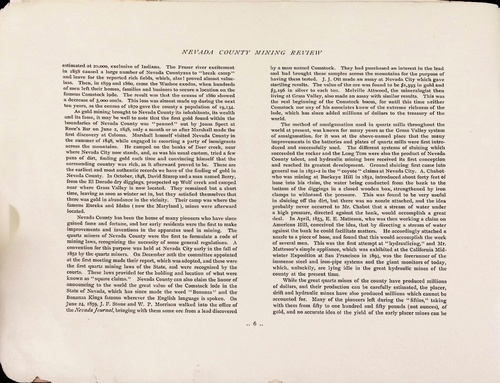 NEVADA COUNTY MINING REVIEW
estimated at 20,000, exclusive of Indians. The Fraser river excitement
in 1858 caused a large number of Nevada Countyans to "break camp"
and leave for the reported rich fields, which, alas! proved almost value-
less. Then, in 1859 and 1860, came the Washoe exodus, when hundreds
of men left their homes, families and business to secure a location on the
famous Comstock lode. The result was that the census of 1860 showed
a decrease of 3,000 souls. This loss was almost made up during the next
ten years, as the census of 1870 gave the county a population of 19,134.
As gold mining brought to Nevada County its inhabitants, its wealth
and its fame, it may be well to note that the first gold found within the
boundaries of Nevada County was "panned" out by Jonas Spect at
Rose's Bar on June 2, 1848, only a month or so after Marshall made the
first discovery at Coloma. Marshall himself visited Nevada County in
the summer of 1848, while engaged in escorting a party of immigrants
across the mountains. He camped on the banks of Deer creek, near
where Nevada City now stands, and, as was the usual custom, tried a few
pans of dirt, finding gold each time and convincing himself that the
surrounding country was rich, as it afterward proved to be. These are
the earliest and most authentic records we have of the finding of gold in
Nevada County. In October, 1848, David Stump and a man named Berry,
from the El Dorado dry diggings, prospected up Wolf creek and camped
near where Grass Valley is now located. They remained but a short
time, leaving as soon as winter set in, but they satisfied themselves that
there was gold in abundance in the vicinity. Their camp was where the
famous Eureka and Idaho (now the Maryland), mines were afterward
located.
Nevada County has been the home of many pioneers who have since
gained fame and fortune, and her early residents were the first to make
improvements and inventions in the apparatus used in mining. The
quartz miners of Nevada County were the first to formulate a code of
mining laws, recognizing the necessity of some general regulations. A
convention for this purpose was held at Nevada City early in the fall of
1852 by the quartz miners. On December 20th the committee appointed
at the first meeting made their report, which was adopted, and these were
the first quartz mining laws of the State, and were recognized by the
courts. These laws provided for the holding and location of what were
known as "square claims." Nevada County can also claim the honor of
announcing to the world the great value of the Comstock lode in the
State of Nevada, which has since made the word "Bonanza" and the
Bonanza Kings famous wherever the English language is spoken. On
June 24, 1859, J. F. Stone and W. P. Morrison walked into the office of
the Nevada Journal, bringing with them some ore from a lead discovered
by a man named Comstock. They had purchased an interest in the lead
and had brought these samples across the mountains for the purpose of
having them tested. J. J. Ott made an assay at Nevada City which gave
startling results. The value of the ore was found to be
in silver to each ton. Melville Attwood, the mineralogist then
living at Grass Valley, also made an assay with similar results. This was
the real beginning of the Comstock boom, for until this time neither
Comstock nor any of his associates knew of the extreme richness of the
lode, which has since added millions of dollars to the treasury of the
world.
The method of amalgamation used in quartz mills throughout the
world at present, was known for many years as the Grass Valley system
of amalgamation, for it was at the above-named place that the many
improvements in the batteries and plates of quartz mills were first intro-
duced and successfully used. The different systems of mining which
succeeded the rocker and the Long Tom were also the product of Nevada
County talent, and hydraulic mining here received its first conception
and reached its greatest development. Ground sluicing first came into
general use in 1851-2 in the "coyote" claims at Nevada City. A. Chabot
who was mining at Buckeye Hill in 1852, introduced about forty feet of
hose into his claim, the water being conducted from the bank to the
bottom of the diggings in a closed wooden box, strengthened by iron
clamps to withstand the pressure. This was found to be very useful
in sluicing off the dirt, but there was no nozzle attached, and the idea
probably never occurred to Mr. Chabot that a stream of water under
a high pressure, directed against the bank, would accomplish a great
deal. In April, 1853, E. E. Matteson, who was then working a claim on
American Hill, conceived the idea, that by directing a stream of water
against the bank he could facilitate matters. He accordingly attached a
nozzle to a piece of hose, and found that this would accomplish the work
of several men. This was the first attempt at "hydraulicing," and Mr.
Matteson's simple appliance, which was exhibited at the California Mid-
winter Exposition at San Francisco in 1894, was the forerunner of the
immense steel and iron-pipe systems and the giant monitors of today,
which, unluckily, are lying idle in the great hydraulic mines of the
county at the present time.
While the great quartz mines of the county have produced millions
of dollars, and their production can be carefully estimated, the placer,
drift and hydraulic mines have also produced millions which cannot be
accounted for. Many of the pioneers left during the "fifties," taking
with them from fifty to one hundred and fifty pounds (not ounces), of
gold, and no accurate idea of the yield of the early placer mines can be
.. 6 ..